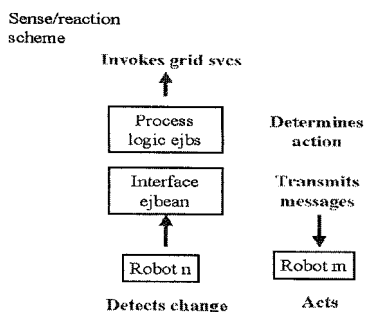 Sense/reaction
scheme
Invokes grid svcs
Process
logic ejbs
Determines
action
Interface
ejbean
Transmits
messages
Robot n
Robot m
Detects change
Acts